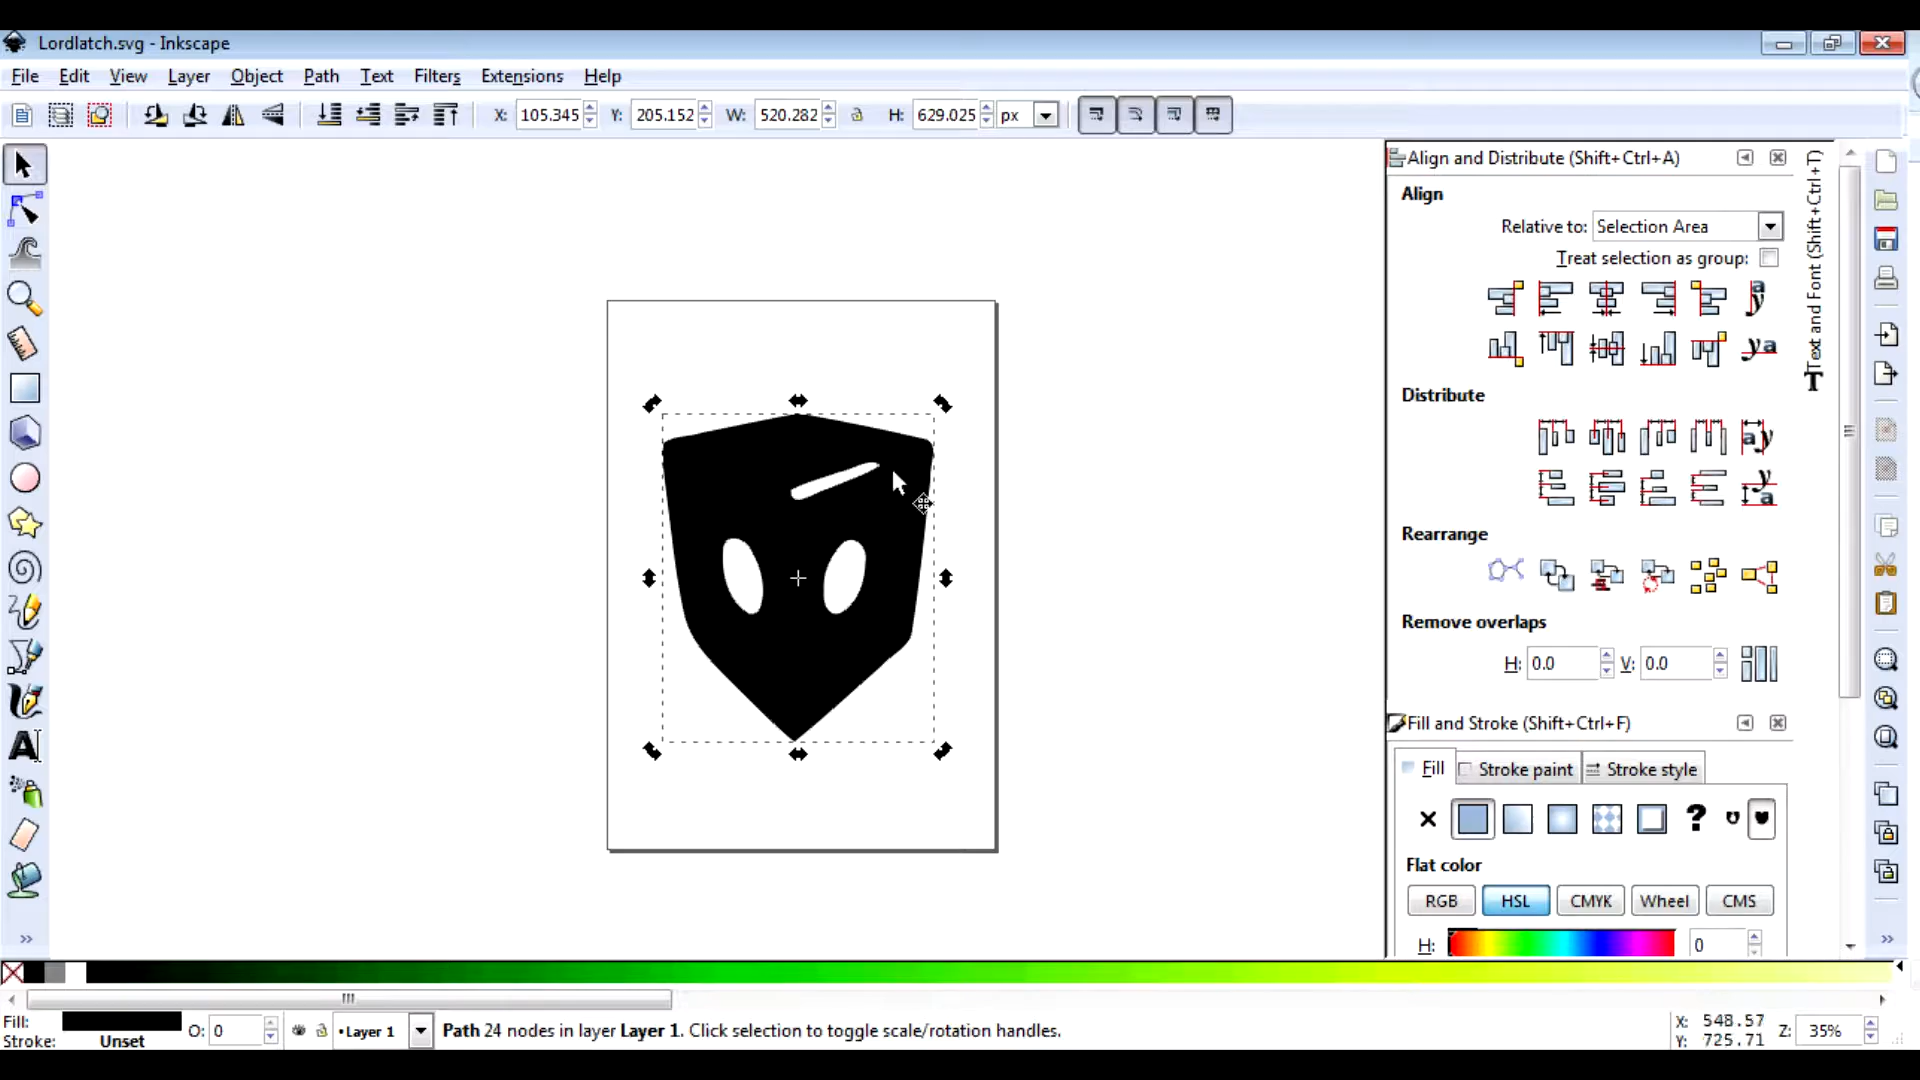 Lordlatch.svg - Inkscape
File Edit View Layer Object Path Text Filters Extensions Help
X: 105.345 Y: 205.152 W: 520.282 H: 629.025 px
Align and Distribute (Shift+Ctrl+A)
Text and Font (Shift+Ctrl+T)
Align
Relative to: Selection Area
Treat selection as group:
Distribute
Rearrange
Remove overlaps
H: 0.0 V: 0.0
Fill and Stroke (Shift+Ctrl+F)
Fill Stroke paint Stroke style
Flat color
RGB HSL CMYK Wheel CMS
H: 0
Fill: O: 0 •Layer 1 Path 24 nodes in layer Layer 1. Click selection to toggle scale/rotation handles. X: 548.57 Z: 35%
Stroke: Unset Y: 725.71